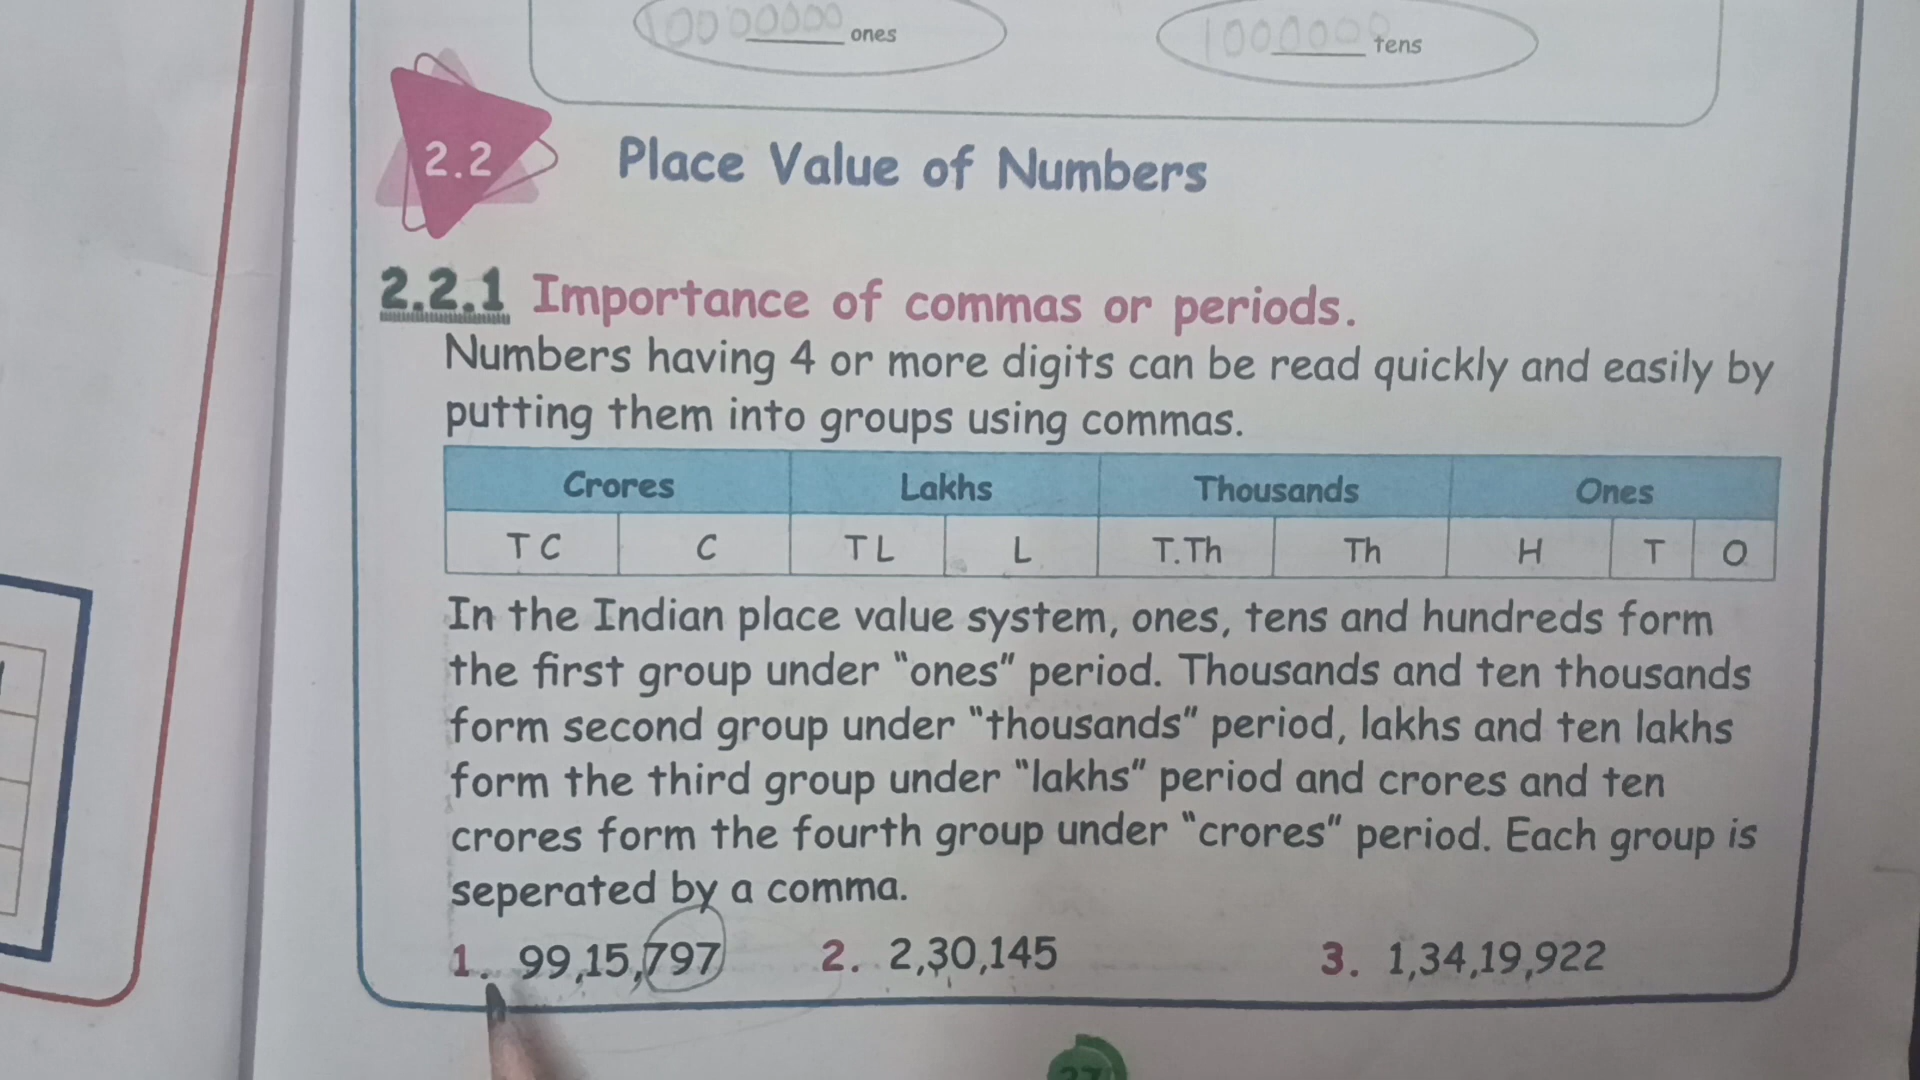 10000000 ones 1000000 tens
2.2 Place Value of Numbers
2.2.1 Importance of commas or periods.
Numbers having 4 or more digits can be read quickly and easily by
putting them into groups using commas.
Crores Lakhs Thousands Ones
T C C T L L T.Th Th H T O
In the Indian place value system, ones, tens and hundreds form
the first group under "ones" period. Thousands and ten thousands
form second group under "thousands" period, lakhs and ten lakhs
form the third group under "lakhs" period and crores and ten
crores form the fourth group under "crores" period. Each group is
seperated by a comma.
1. 99,15,797 2. 2,30,145 3. 1,34,19,922